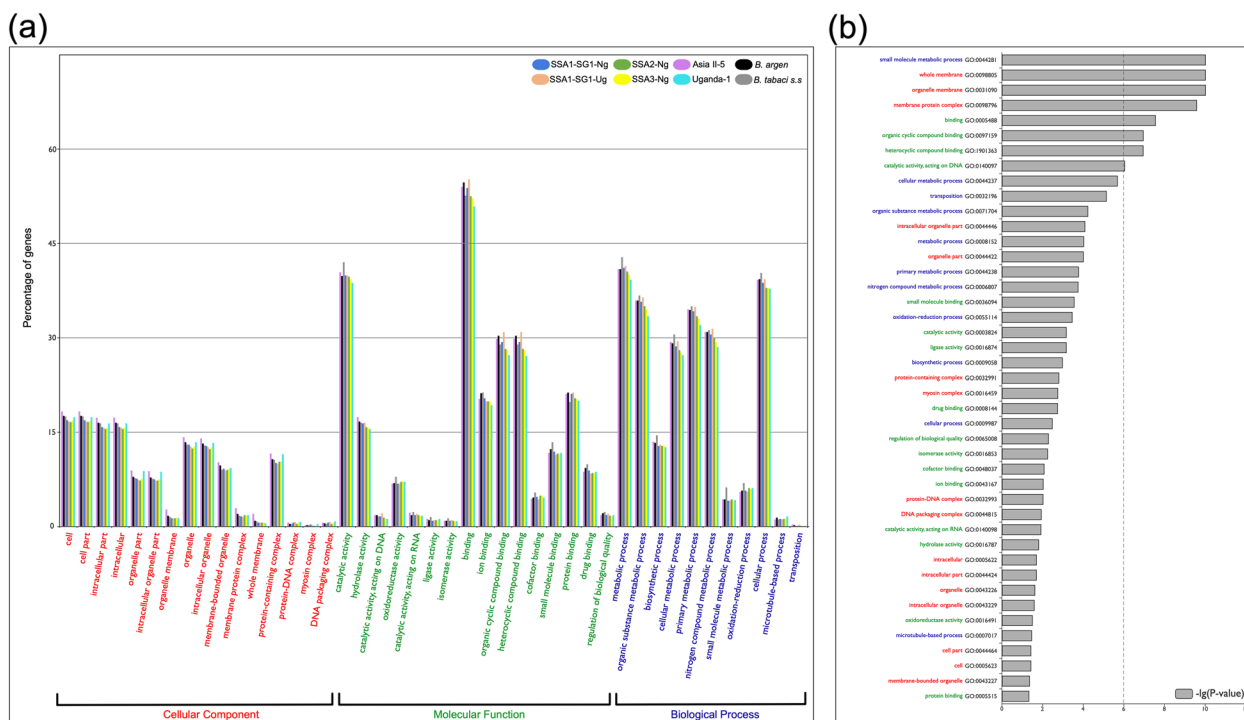 (a)
SSA1-SG1-Ng SSA2-Ng Asia II-5 B. argen
SSA1-SG1-Ug SSA3-Ng Uganda-1 B. tabaci s.s
Percentage of genes
60
45
30
15
0
cell
cell part
intracellular part
intracellular
organelle part
intracellular organelle part
organelle membrane
organelle
intracellular organelle
membrane-bounded organelle
membrane protein complex
whole membrane
protein-containing complex
protein-DNA complex
myosin complex
DNA packaging complex
catalytic activity
hydrolase activity
catalytic activity, acting on DNA
oxidoreductase activity
catalytic activity, acting on RNA
ligase activity
isomerase activity
binding
ion binding
organic cyclic compound binding
heterocyclic compound binding
cofactor binding
small molecule binding
protein binding
drug binding
regulation of biological quality
metabolic process
organic substance metabolic process
biosynthetic process
cellular metabolic process
primary metabolic process
nitrogen compound metabolic process
small molecule metabolic process
oxidation-reduction process
cellular process
microtubule-based process
transposition
Cellular Component
Molecular Function
Biological Process
(b)
small molecule metabolic process GO:0044281
whole membrane GO:0098805
organelle membrane GO:0031090
membrane protein complex GO:0098796
binding GO:0005488
organic cyclic compound binding GO:0097159
heterocyclic compound binding GO:1901363
catalytic activity, acting on DNA GO:0140097
cellular metabolic process GO:0044237
transposition GO:0032196
organic substance metabolic process GO:0071704
intracellular organelle part GO:0044446
metabolic process GO:0008152
organelle part GO:0044422
primary metabolic process GO:0044238
nitrogen compound metabolic process GO:0006807
small molecule binding GO:0036094
oxidation-reduction process GO:0055114
catalytic activity GO:0003824
ligase activity GO:0016874
biosynthetic process GO:0009058
protein-containing complex GO:0032991
myosin complex GO:0016459
drug binding GO:0008144
cellular process GO:0009987
regulation of biological quality GO:0065008
isomerase activity GO:0016853
cofactor binding GO:0048037
ion binding GO:0043167
protein-DNA complex GO:0032993
DNA packaging complex GO:0044815
catalytic activity, acting on RNA GO:0140098
hydrolase activity GO:0016787
intracellular GO:0005622
intracellular part GO:0044424
organelle GO:0043226
intracellular organelle GO:0043229
oxidoreductase activity GO:0016491
microtubule-based process GO:0007017
cell part GO:0044464
cell GO:0005623
membrane-bounded organelle GO:0043227
protein binding GO:0005515
-lg(P-value)
0 2 4 6 8 10